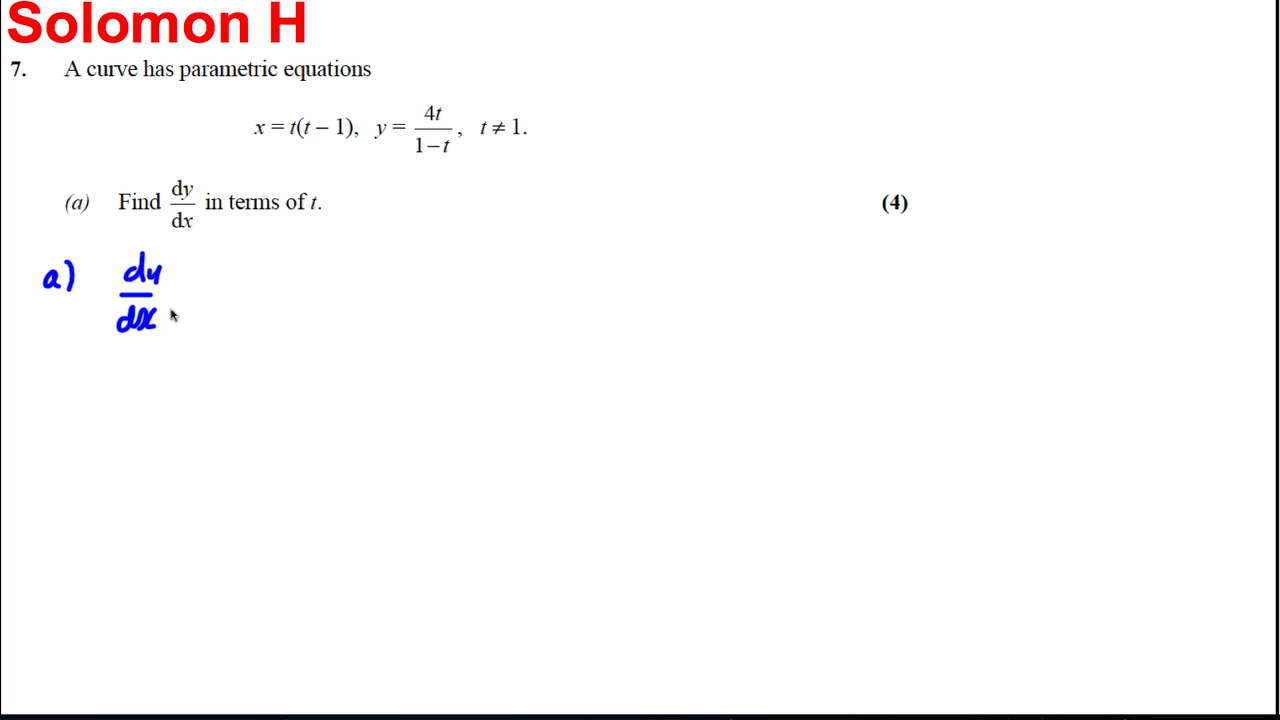 Solomon H
7. A curve has parametric equations
x = t(t – 1), y = 4t/(1–t), t ≠ 1.
(a) Find dy/dx in terms of t. (4)
a) dy/dx